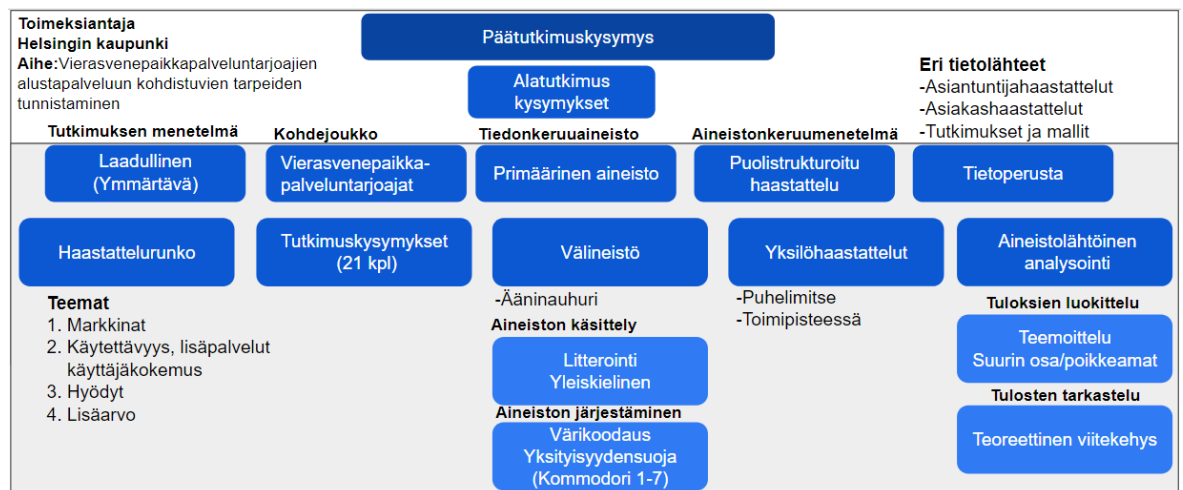 Toimeksiantaja
Helsingin kaupunki
Aihe:Vierasvenepaikkapalveluntarjoajien
alustapalveluun kohdistuvien tarpeiden
tunnistaminen
Päätutkimuskysymys
Alatutkimus
kysymykset
Eri tietolähteet
-Asiantuntijahaastattelut
-Asiakashaastattelut
-Tutkimukset ja mallit
Tutkimuksen menetelmä
Kohdejoukko
Tiedonkeruuaineisto
Aineistonkeruumenetelmä
Laadullinen
(Ymmärtävä)
Vierasvenepaikka-
palveluntarjoajat
Primäärinen aineisto
Puolistrukturoitu
haastattelu
Tietoperusta
Haastattelurunko
Tutkimuskysymykset
(21 kpl)
Välineistö
Yksilöhaastattelut
Aineistolähtöinen
analysointi
Teemat
1. Markkinat
2. Käytettävyys, lisäpalvelut
käyttäjäkokemus
3. Hyödyt
4. Lisäarvo
-Ääninauhuri
Aineiston käsittely
Litterointi
Yleiskielinen
Aineiston järjestäminen
Värikoodaus
Yksityisyydensuoja
(Kommodori 1-7)
-Puhelimitse
-Toimipisteessä
Tuloksien luokittelu
Teemoittelu
Suurin osa/poikkeamat
Tulosten tarkastelu
Teoreettinen viitekehys